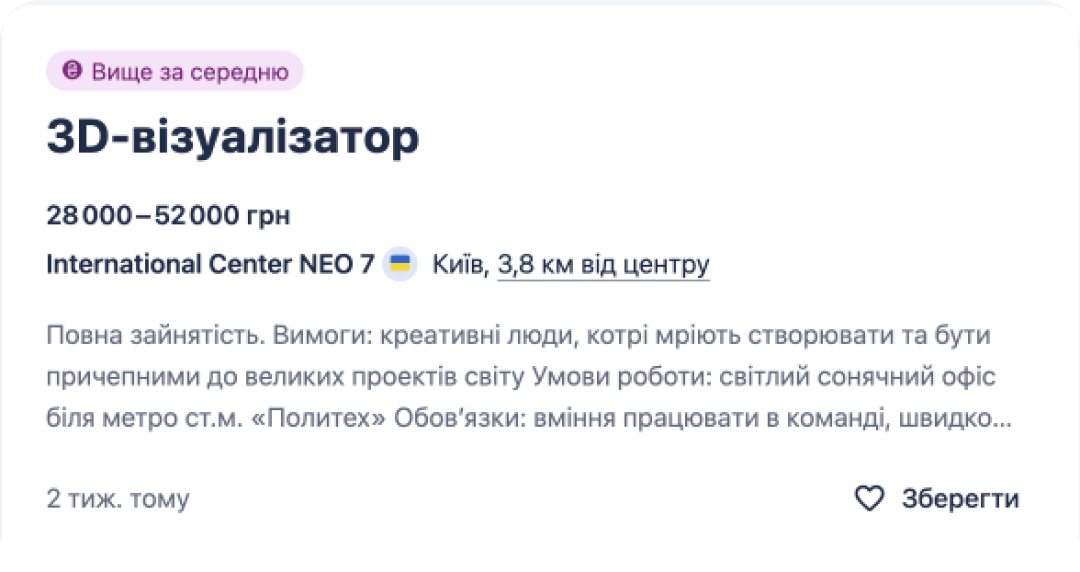 Вище за середню
3D-візуалізатор
28 000 – 52 000 грн
International Center NEO 7 Київ, 3,8 км від центру
Повна зайнятість. Вимоги: креативні люди, котрі мріють створювати та бути
причепними до великих проектів світу Умови роботи: світлий сонячний офіс
біля метро ст.м. «Политех» Обов’язки: вміння працювати в команді, швидко...
2 тиж. тому
Зберегти